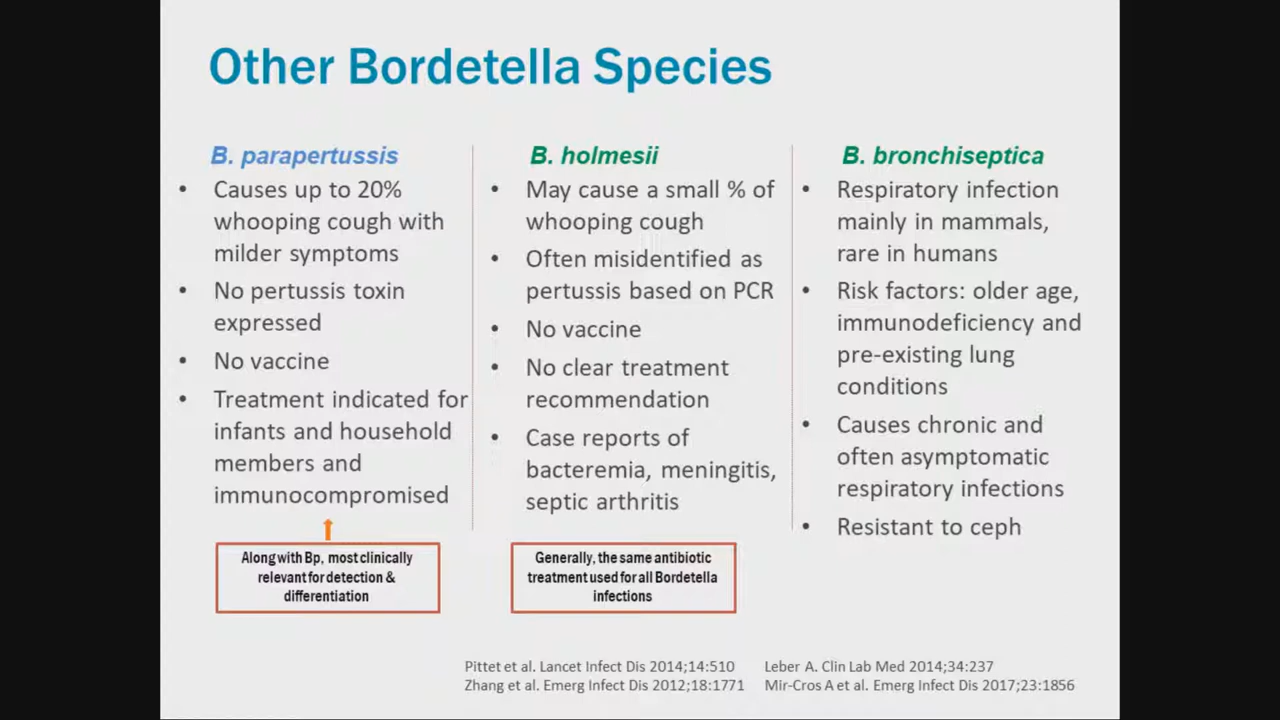 Other Bordetella Species
B. parapertussis
• Causes up to 20%
whooping cough with
milder symptoms
• No pertussis toxin
expressed
• No vaccine
• Treatment indicated for
infants and household
members and
immunocompromised
Along with Bp, most clinically
relevant for detection &
differentiation
B. holmesii
• May cause a small % of
whooping cough
• Often misidentified as
pertussis based on PCR
• No vaccine
• No clear treatment
recommendation
• Case reports of
bacteremia, meningitis,
septic arthritis
Generally, the same antibiotic
treatment used for all Bordetella
infections
B. bronchiseptica
• Respiratory infection
mainly in mammals,
rare in humans
• Risk factors: older age,
immunodeficiency and
pre-existing lung
conditions
• Causes chronic and
often asymptomatic
respiratory infections
• Resistant to ceph
Pittet et al. Lancet Infect Dis 2014;14:510
Zhang et al. Emerg Infect Dis 2012;18:1771
Leber A. Clin Lab Med 2014;34:237
Mir-Cros A et al. Emerg Infect Dis 2017;23:1856